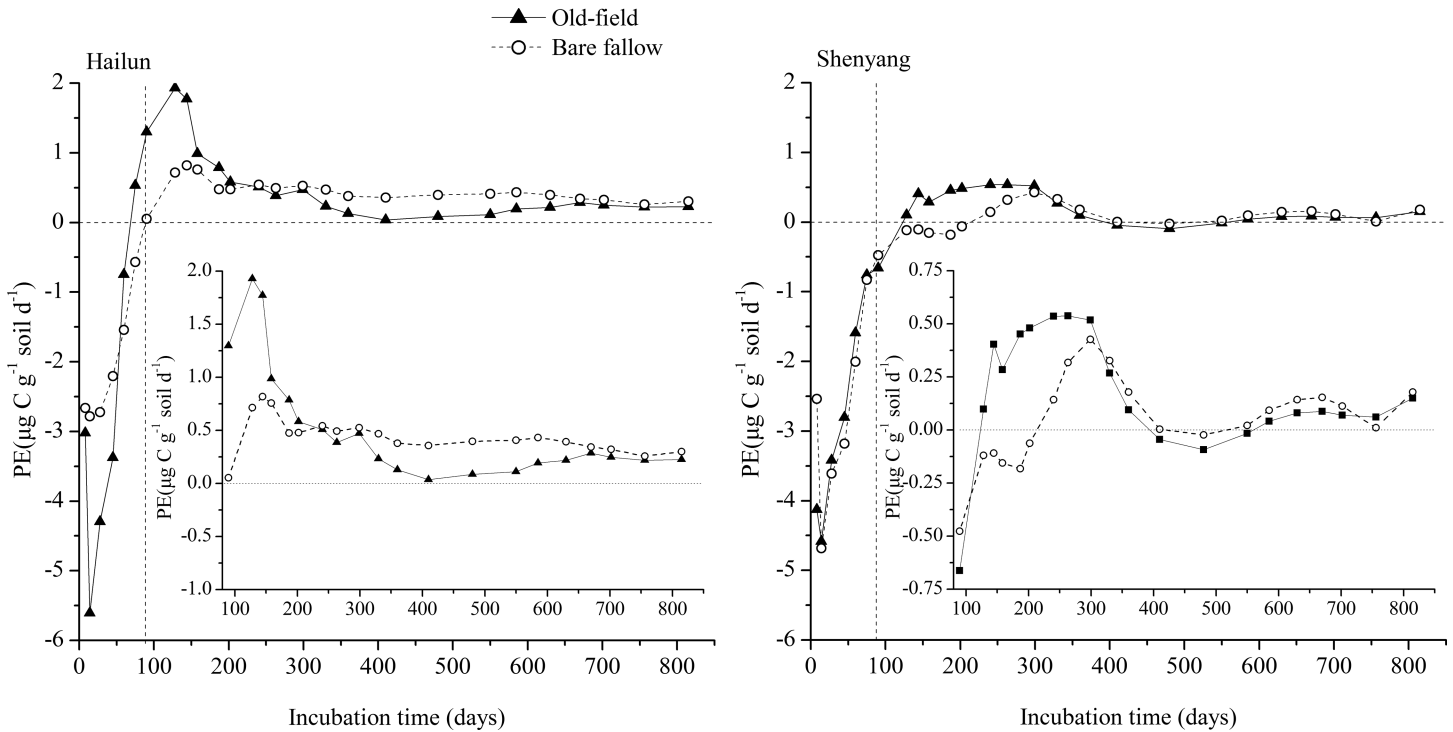 Old-field
Bare fallow
Hailun
2
1
0
-1
-2
-3
-4
-5
-6
PE(μg C g⁻¹ soil d⁻¹)
0 100 200 300 400 500 600 700 800
Incubation time (days)
2.0
1.5
1.0
0.5
0.0
0.5
-1.0
PE(μg C g⁻¹ soil d⁻¹)
100 200 300 400 500 600 700 800
Shenyang
2
1
0
-1
-2
-3
-4
-5
-6
PE(μg C g⁻¹ soil d⁻¹)
0 100 200 300 400 500 600 700 800
Incubation time (days)
0.75
0.50
0.25
0.00
-0.25
-0.50
-0.75
PE(μg C g⁻¹ soil d⁻¹)
100 200 300 400 500 600 700 800